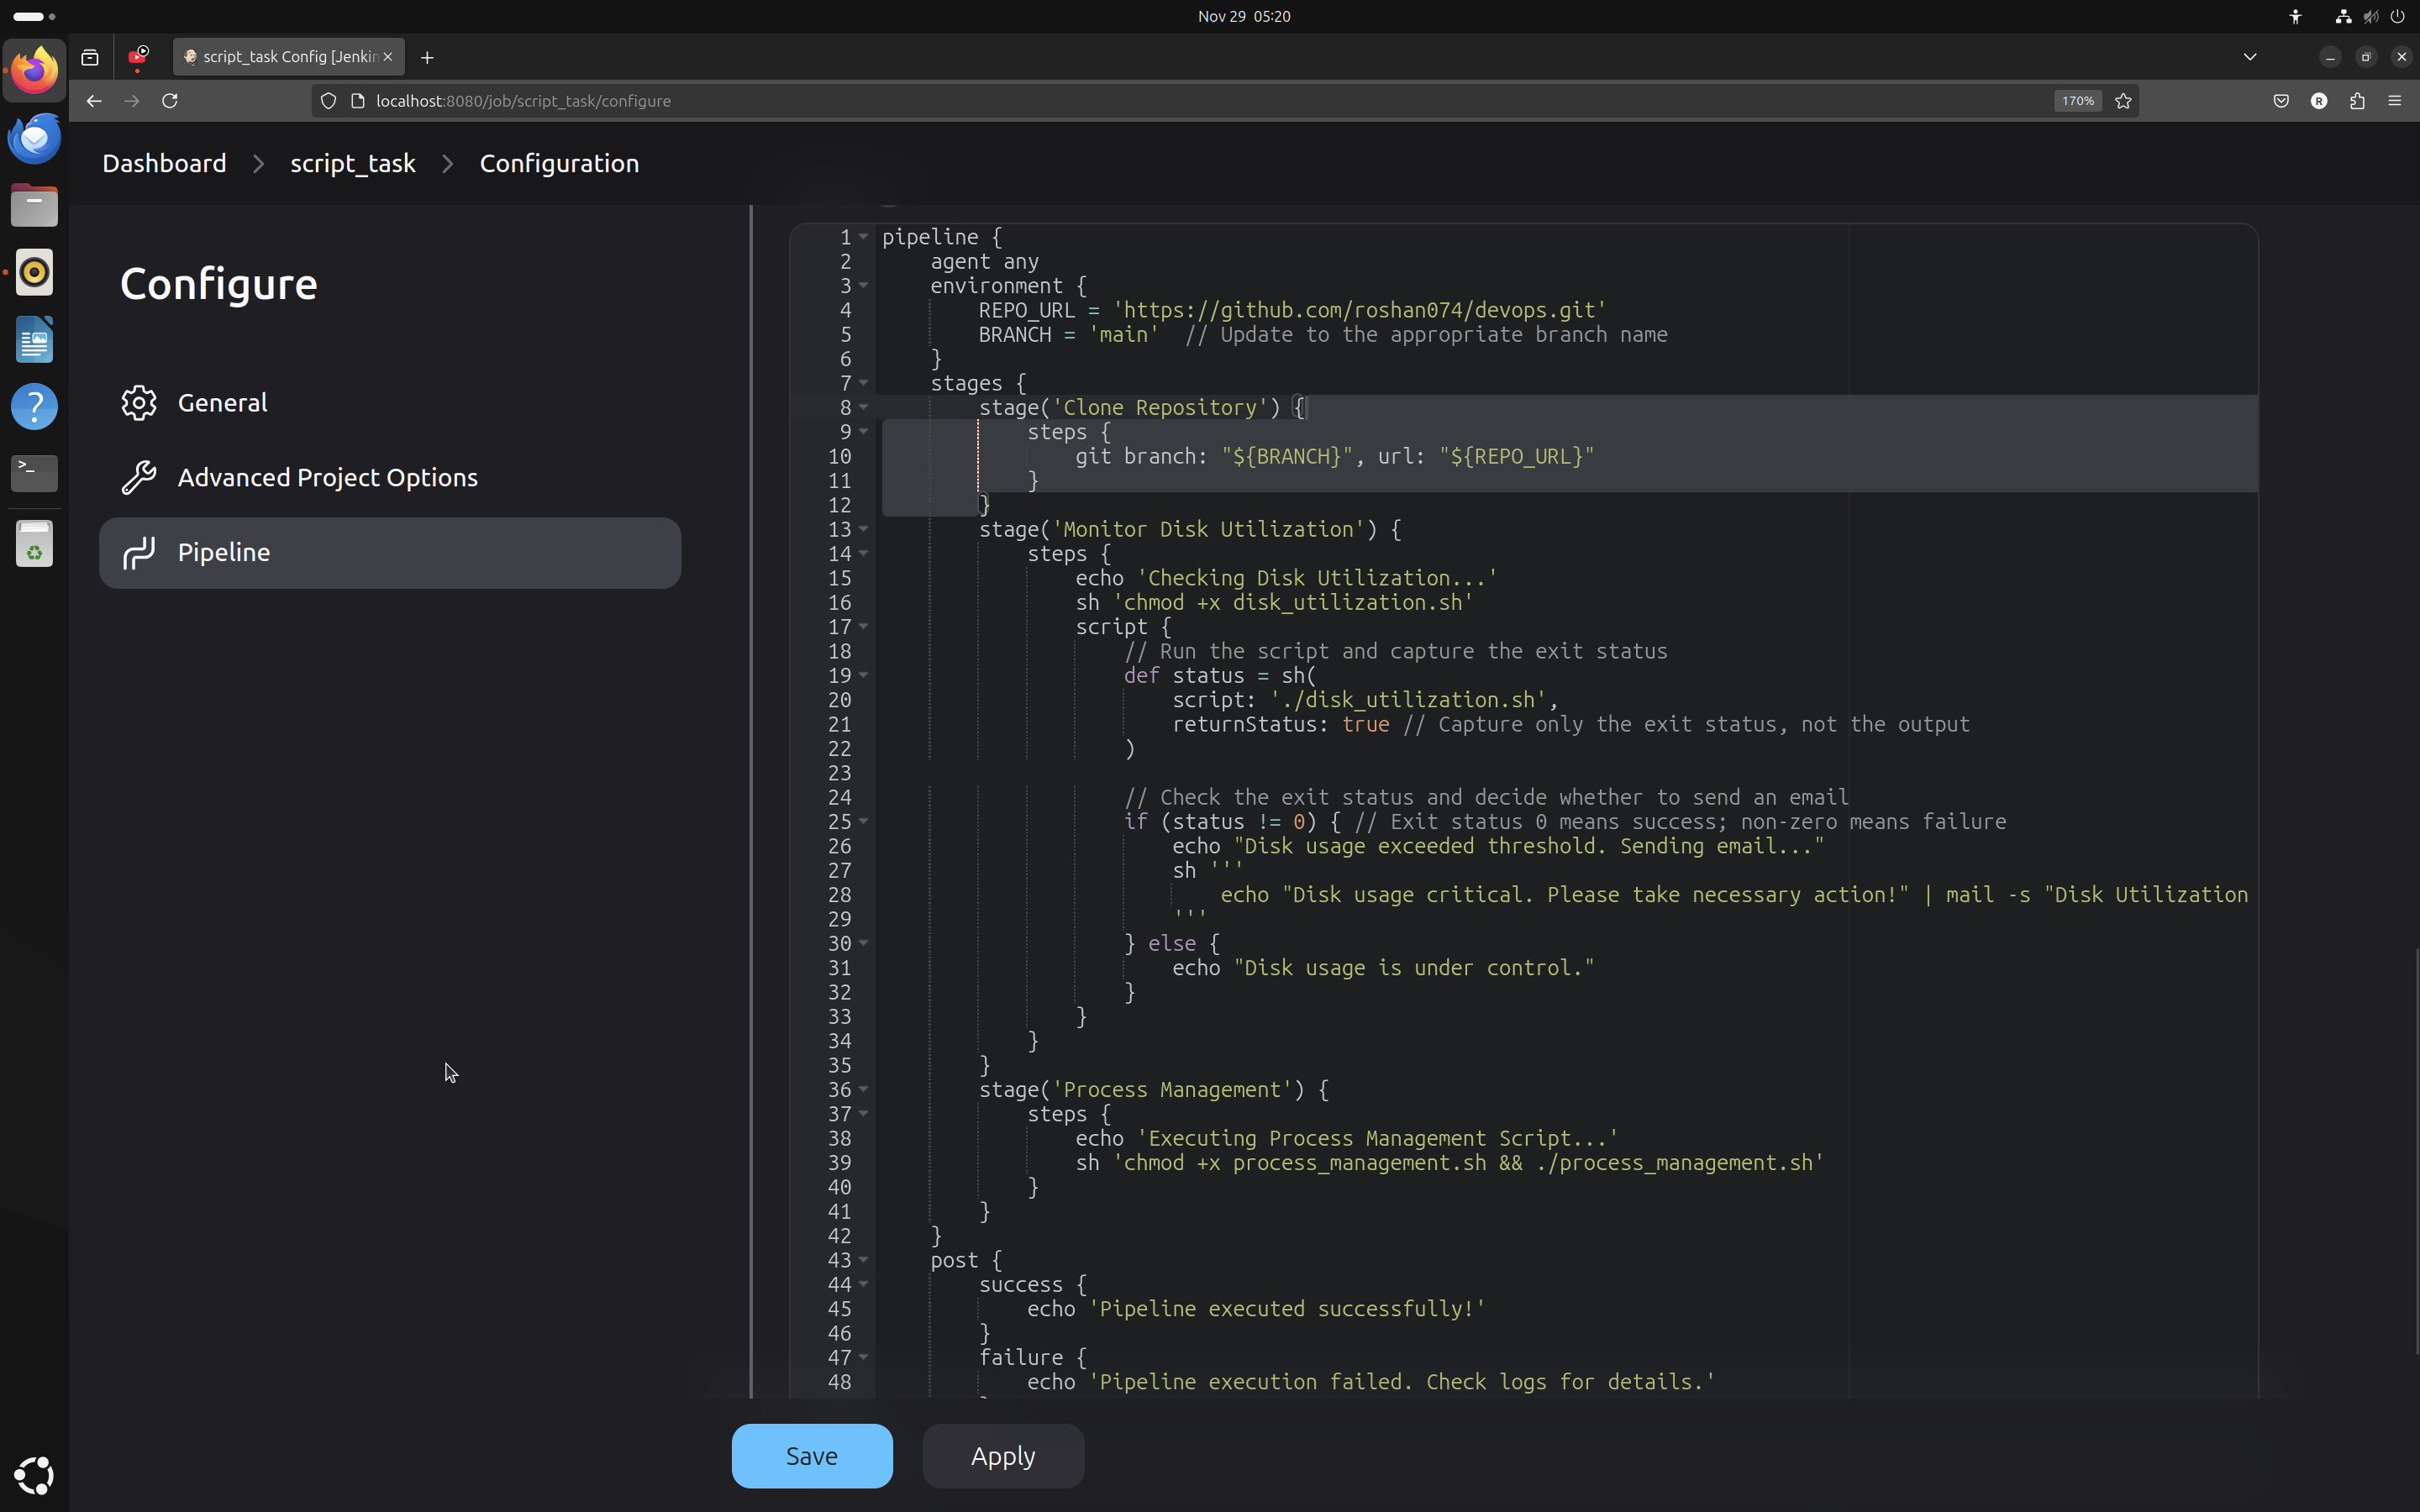 Nov 29 05:20
script_task Config [Jenkin
localhost:8080/job/script_task/configure
170%
R
Dashboard script_task Configuration
Configure
General
Advanced Project Options
Pipeline
1 pipeline {
2 agent any
3 environment {
4 REPO_URL = 'https://github.com/roshan074/devops.git'
5 BRANCH = 'main' // Update to the appropriate branch name
6 }
7 stages {
8 stage('Clone Repository') {
9 steps {
10 git branch: "${BRANCH}", url: "${REPO_URL}"
11 }
12 }
13 stage('Monitor Disk Utilization') {
14 steps {
15 echo 'Checking Disk Utilization...'
16 sh 'chmod +x disk_utilization.sh'
17 script {
18 // Run the script and capture the exit status
19 def status = sh(
20 script: './disk_utilization.sh',
21 returnStatus: true // Capture only the exit status, not the output
22 )
23
24 // Check the exit status and decide whether to send an email
25 if (status != 0) { // Exit status 0 means success; non-zero means failure
26 echo "Disk usage exceeded threshold. Sending email..."
27 sh '''
28 echo "Disk usage critical. Please take necessary action!" | mail -s "Disk Utilization
29 '''
30 } else {
31 echo "Disk usage is under control."
32 }
33 }
34 }
35 }
36 stage('Process Management') {
37 steps {
38 echo 'Executing Process Management Script...'
39 sh 'chmod +x process_management.sh && ./process_management.sh'
40 }
41 }
42 }
43 post {
44 success {
45 echo 'Pipeline executed successfully!'
46 }
47 failure {
48 echo 'Pipeline execution failed. Check logs for details.'
Save
Apply